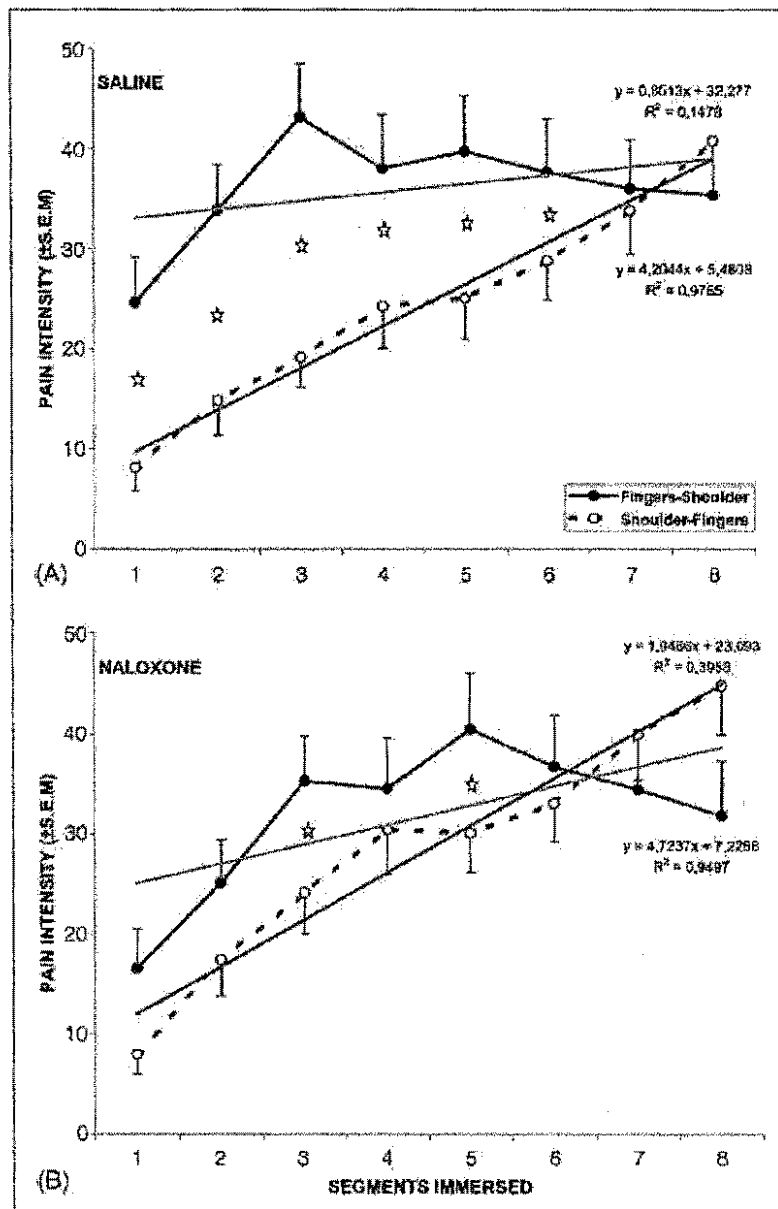 50
SALINE
y = 0,8513x + 32,277
R² = 0,1478
40
30
20
10
0
PAIN INTENSITY (±S.E.M)
y = 4,2044x + 5,4808
R² = 0,9765
Fingers-Shoulder
Shoulder-Fingers
(A)
1 2 3 4 5 6 7 8
50
NALOXONE
y = 1,9466x + 23,093
R² = 0,3958
40
30
20
10
0
PAIN INTENSITY (±S.E.M)
y = 4,7237x + 7,2268
R² = 0,9497
1 2 3 4 5 6 7 8
(B)
SEGMENTS IMMERSED